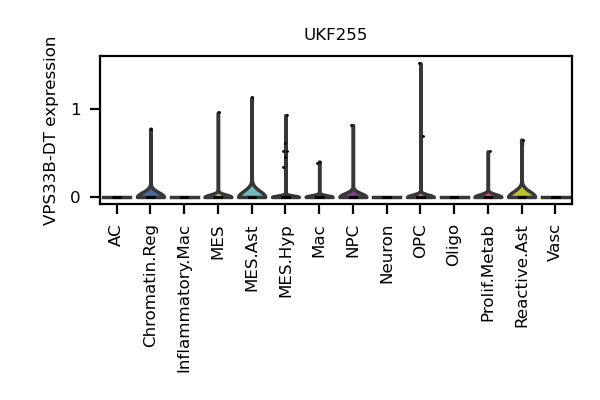 UKF255
VPS33B-DT expression
1
0
AC
Chromatin.Reg
Inflammatory.Mac
MES
MES.Ast
MES.Hyp
Mac
NPC
Neuron
OPC
Oligo
Prolif.Metab
Reactive.Ast
Vasc